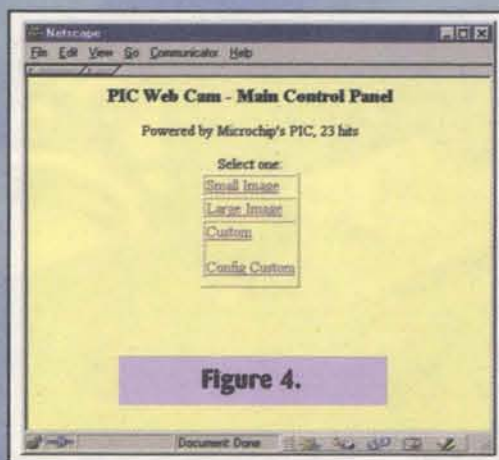 Netscape
File Edit View Go Communicator Help
PIC Web Cam - Main Control Panel
Powered by Microchip's PIC, 23 hits
Select one:
Small Image
Large Image
Custom
Config Custom
Figure 4.
Document Done